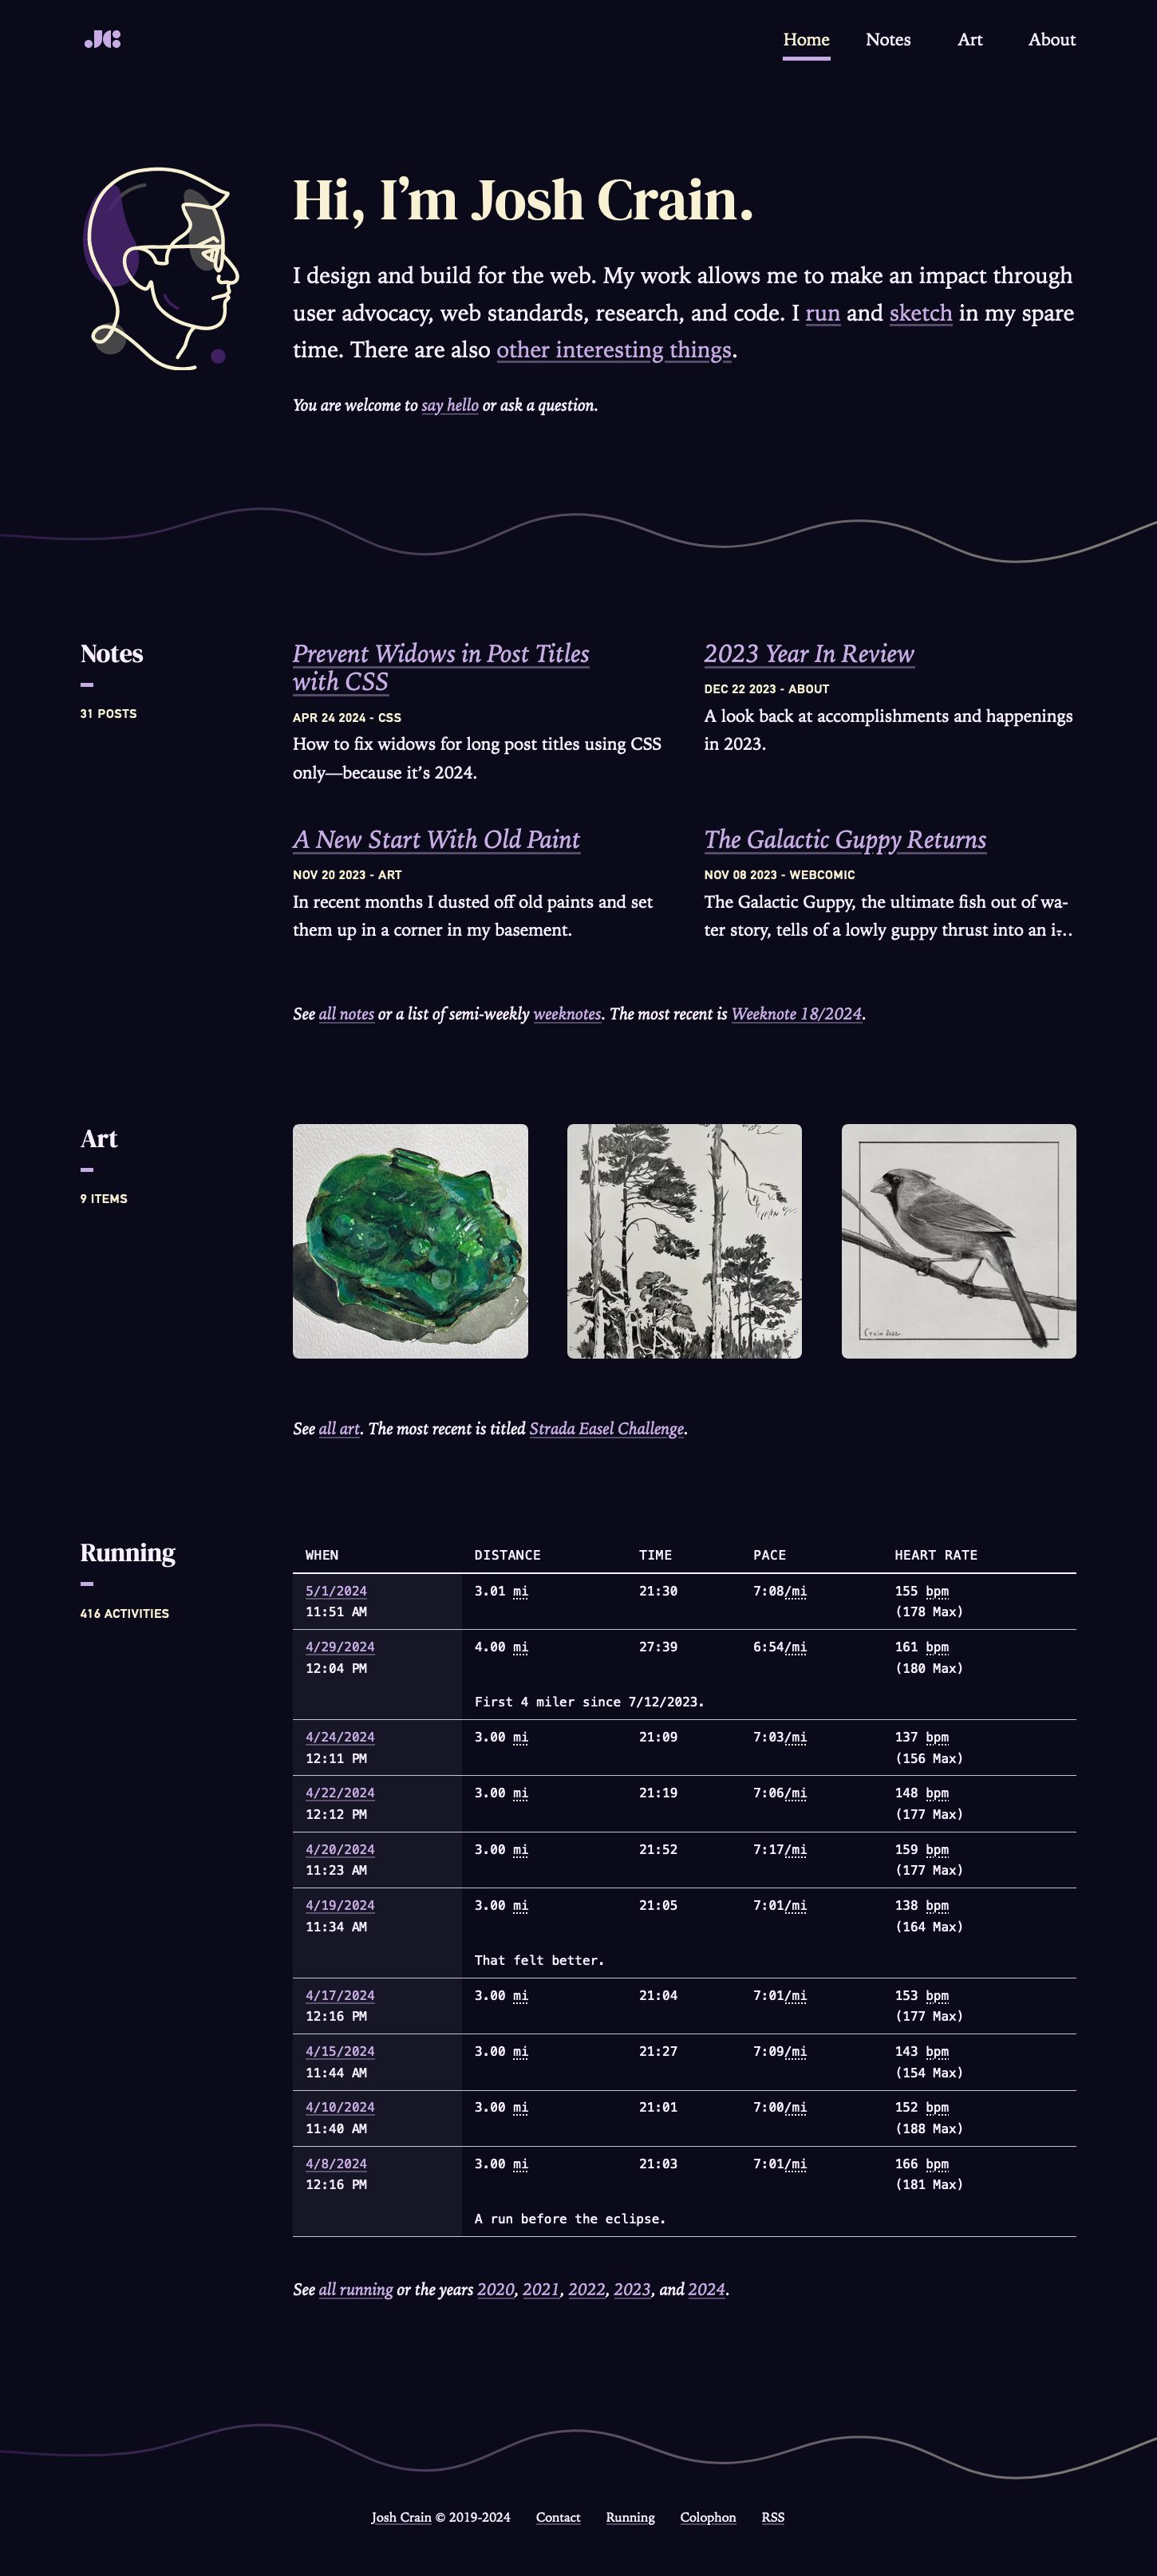 JC
Home Notes Art About
Hi, I’m Josh Crain.
I design and build for the web. My work allows me to make an impact through
user advocacy, web standards, research, and code. I run and sketch in my spare
time. There are also other interesting things.
You are welcome to say hello or ask a question.
Notes
31 POSTS
Prevent Widows in Post Titles
with CSS
APR 24 2024 - CSS
How to fix widows for long post titles using CSS
only—because it’s 2024.
2023 Year In Review
DEC 22 2023 - ABOUT
A look back at accomplishments and happenings
in 2023.
A New Start With Old Paint
NOV 20 2023 - ART
In recent months I dusted off old paints and set
them up in a corner in my basement.
The Galactic Guppy Returns
NOV 08 2023 - WEBCOMIC
The Galactic Guppy, the ultimate fish out of wa-
ter story, tells of a lowly guppy thrust into an i-…
See all notes or a list of semi-weekly weeknotes. The most recent is Weeknote 18/2024.
Art
9 ITEMS
Crain 2022
See all art. The most recent is titled Strada Easel Challenge.
Running
416 ACTIVITIES
WHEN DISTANCE TIME PACE HEART RATE
5/1/2024 3.01 mi 21:30 7:08/mi 155 bpm
11:51 AM (178 Max)
4/29/2024 4.00 mi 27:39 6:54/mi 161 bpm
12:04 PM (180 Max)
First 4 miler since 7/12/2023.
4/24/2024 3.00 mi 21:09 7:03/mi 137 bpm
12:11 PM (156 Max)
4/22/2024 3.00 mi 21:19 7:06/mi 148 bpm
12:12 PM (177 Max)
4/20/2024 3.00 mi 21:52 7:17/mi 159 bpm
11:23 AM (177 Max)
4/19/2024 3.00 mi 21:05 7:01/mi 138 bpm
11:34 AM (164 Max)
That felt better.
4/17/2024 3.00 mi 21:04 7:01/mi 153 bpm
12:16 PM (177 Max)
4/15/2024 3.00 mi 21:27 7:09/mi 143 bpm
11:44 AM (154 Max)
4/10/2024 3.00 mi 21:01 7:00/mi 152 bpm
11:40 AM (188 Max)
4/8/2024 3.00 mi 21:03 7:01/mi 166 bpm
12:16 PM (181 Max)
A run before the eclipse.
See all running or the years 2020, 2021, 2022, 2023, and 2024.
Josh Crain © 2019-2024 Contact Running Colophon RSS